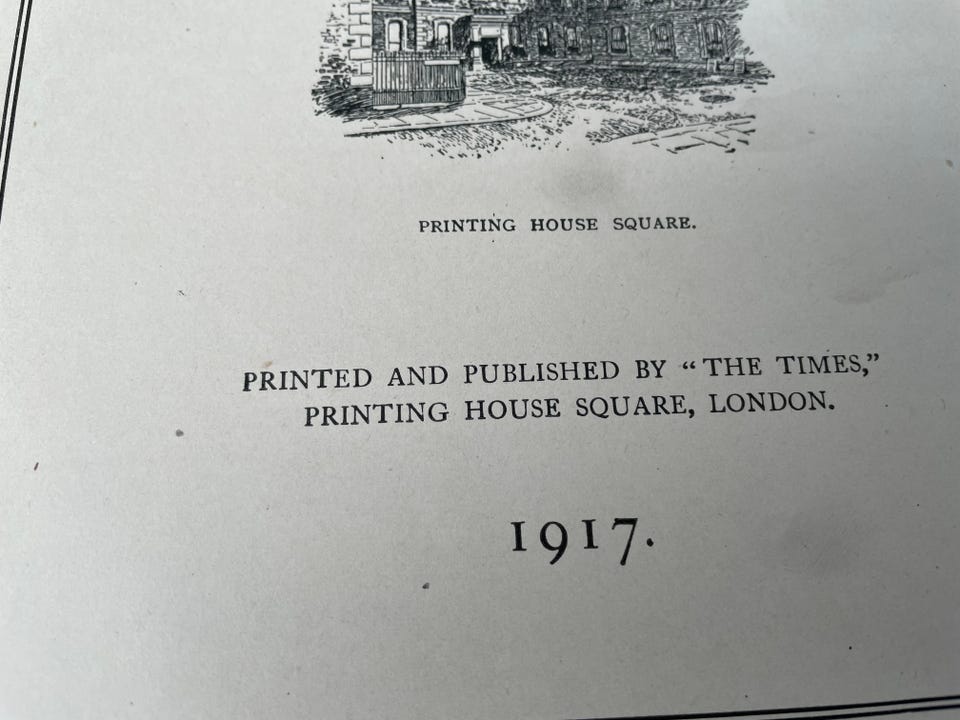 PRINTING HOUSE SQUARE.
PRINTED AND PUBLISHED BY “THE TIMES,”
PRINTING HOUSE SQUARE, LONDON.
1917.